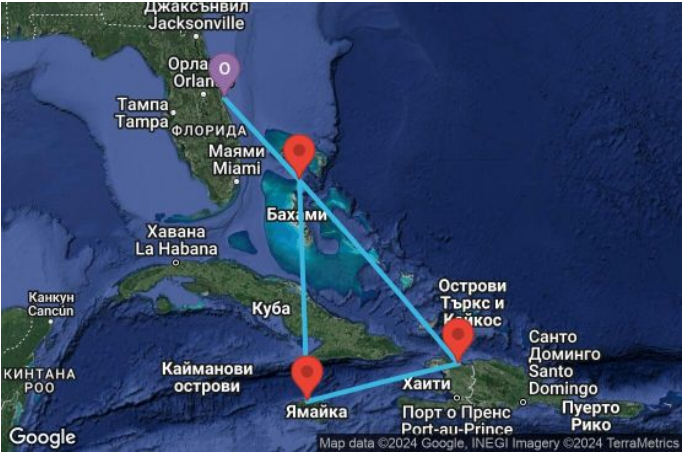 Джаксънвил
Jacksonville
Орла
Orlan
O
Тампа
Tampa
ФЛОРИДА
Маями
Miami
Бахами
Хавана
La Habana
Канкун
Cancún
Куба
Острови
Търкс и
Кайкос
Кайманови
острови
Санто
Доминго
Santo
Domingo
КИНТАНА
РОО
Хаити
Ямайка
Порт о Пренс
Port-au-Prince
Пуерто
Рико
Google
Map data ©2024 Google, INEGI Imagery ©2024 TerraMetrics